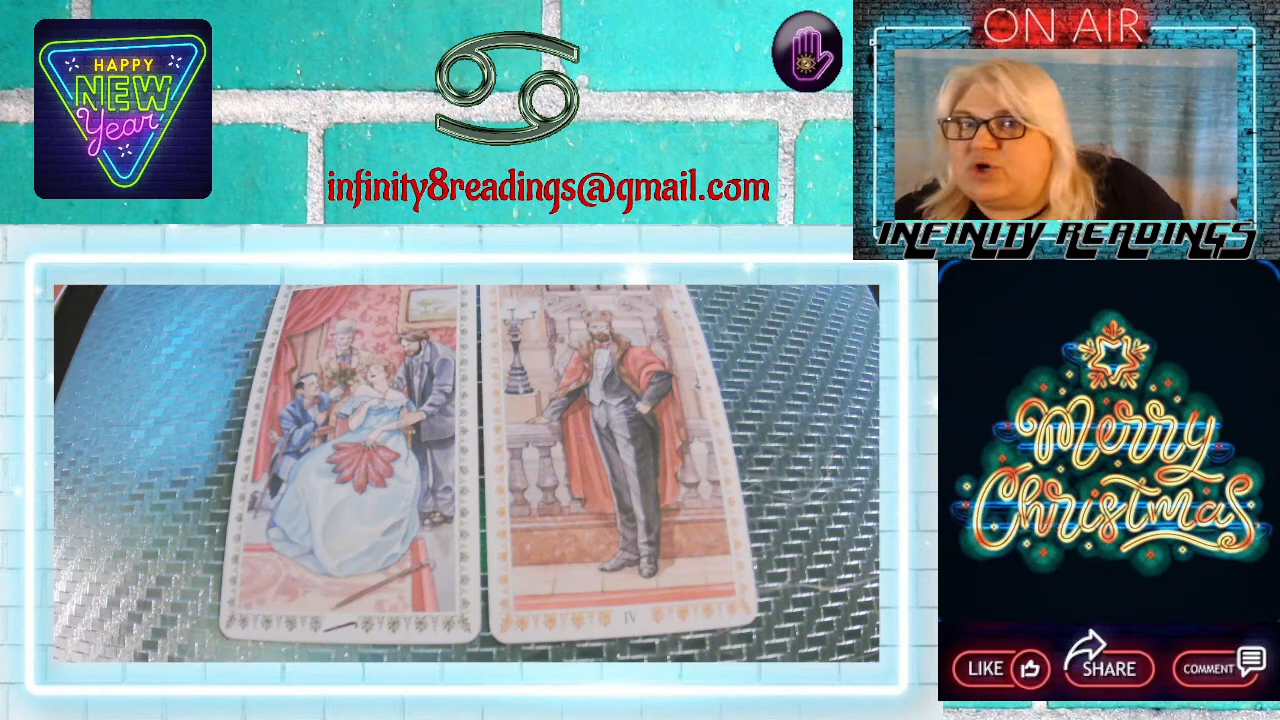 HAPPY
NEW
Year
infinity8readings@gmail.com
ON AIR
INFINITY READINGS
IV
Merry
Christmas
LIKE
SHARE
COMMENT